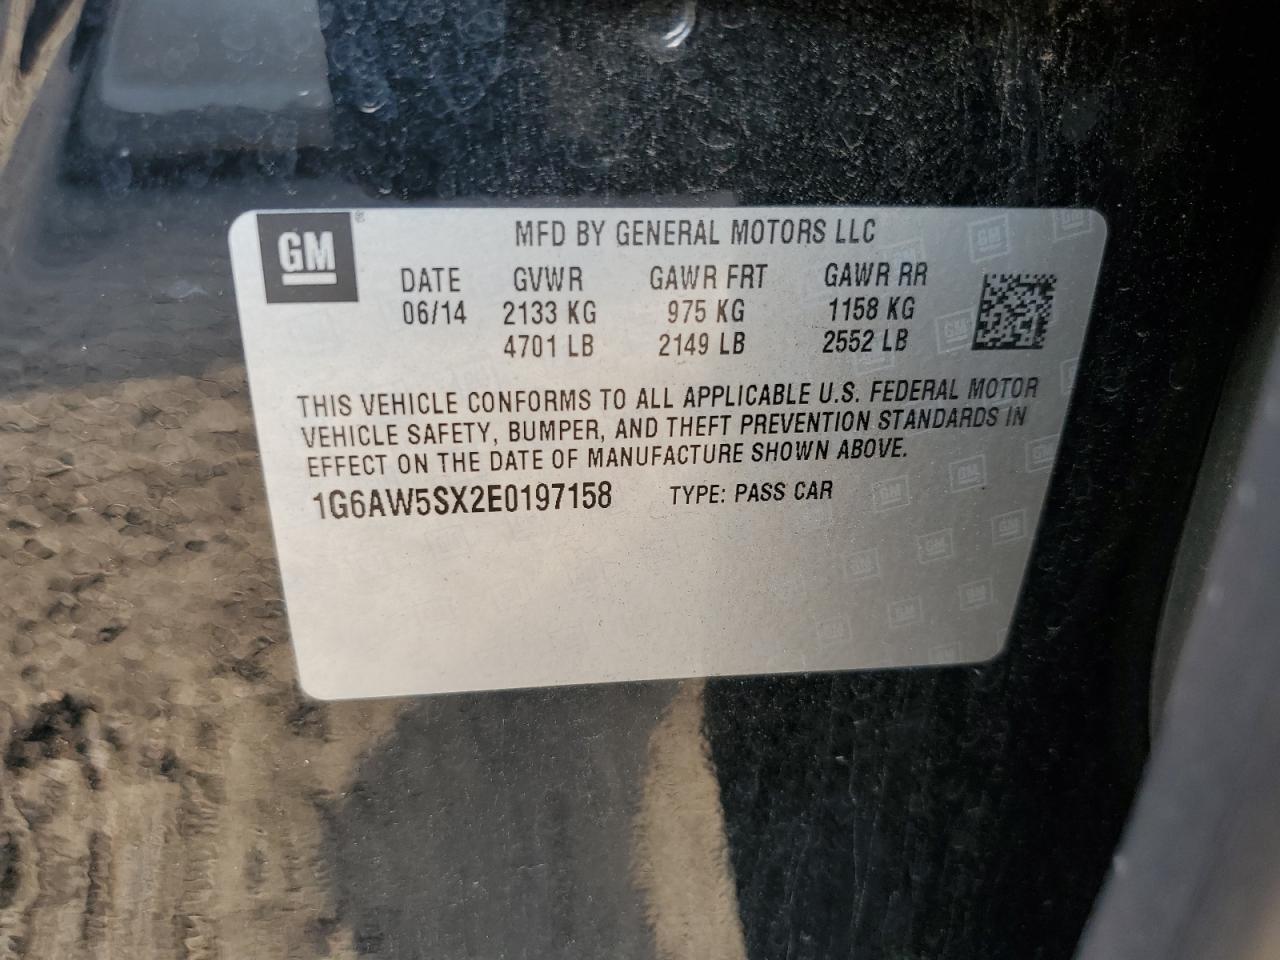 GM ® MFD BY GENERAL MOTORS LLC
DATE GVWR GAWR FRT GAWR RR
06/14 2133 KG 975 KG 1158 KG
4701 LB 2149 LB 2552 LB
THIS VEHICLE CONFORMS TO ALL APPLICABLE U.S. FEDERAL MOTOR
VEHICLE SAFETY, BUMPER, AND THEFT PREVENTION STANDARDS IN
EFFECT ON THE DATE OF MANUFACTURE SHOWN ABOVE.
1G6AW5SX2E0197158 TYPE: PASS CAR